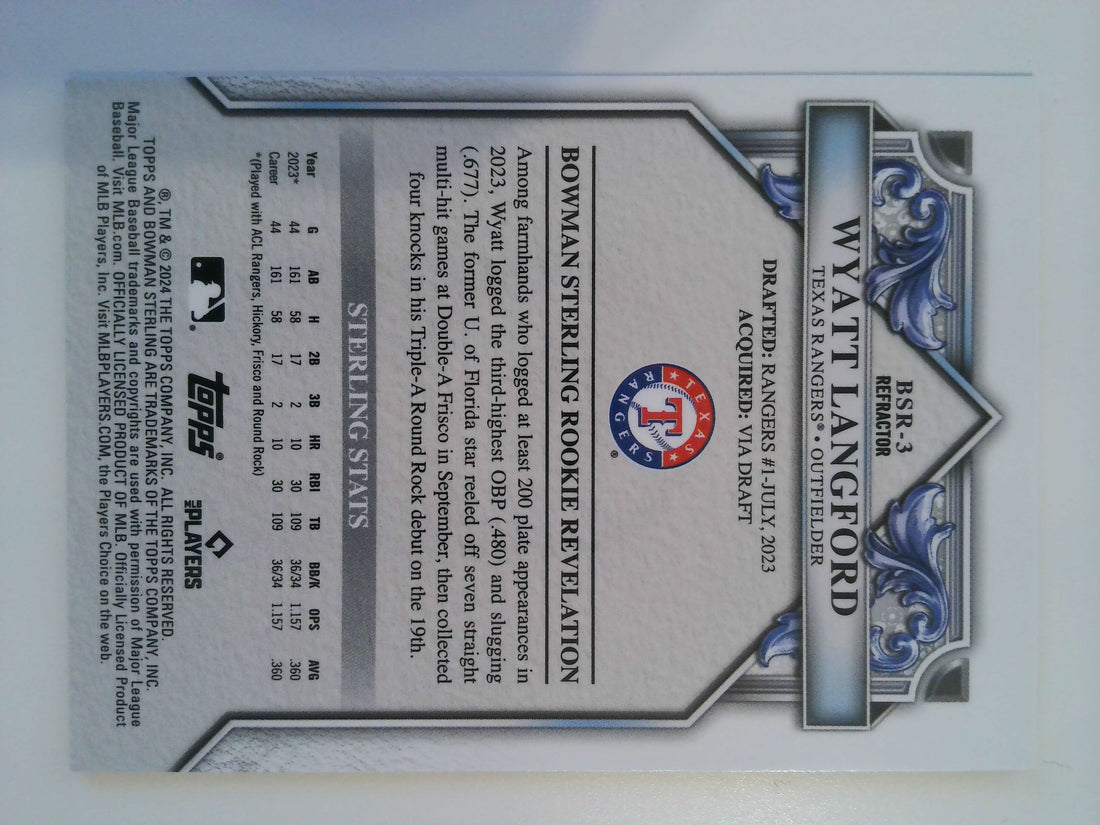 BSR-3
REFRACTOR
WYATT LANGFORD
TEXAS RANGERS® • OUTFIELDER
DRAFTED: RANGERS #1-JULY, 2023
ACQUIRED: VIA DRAFT
TEXAS
T
RANGERS
®
BOWMAN STERLING ROOKIE REVELATION
Among farmhands who logged at least 200 plate appearances in
2023, Wyatt logged the third-highest OBP (.480) and slugging
(.677). The former U. of Florida star reeled off seven straight
multi-hit games at Double-A Frisco in September, then collected
four knocks in his Triple-A Round Rock debut on the 19th.
STERLING STATS
Year G AB H 2B 3B HR RBI TB BB/K OPS AVG
2023* 44 161 58 17 2 10 30 109 36/34 1.157 .360
Career 44 161 58 17 2 10 30 109 36/34 1.157 .360
*(Played with ACL Rangers, Hickory, Frisco and Round Rock)
® topps® MLB PLAYERS
®, TM & © 2024 THE TOPPS COMPANY, INC. ALL RIGHTS RESERVED.
TOPPS AND BOWMAN STERLING ARE TRADEMARKS OF THE TOPPS COMPANY, INC.
Major League Baseball trademarks and copyrights are used with permission of Major League
Baseball. Visit MLB.com. OFFICIALLY LICENSED PRODUCT OF MLB. Officially Licensed Product
of MLB Players, Inc. Visit MLBPLAYERS.COM, the Players Choice on the web.